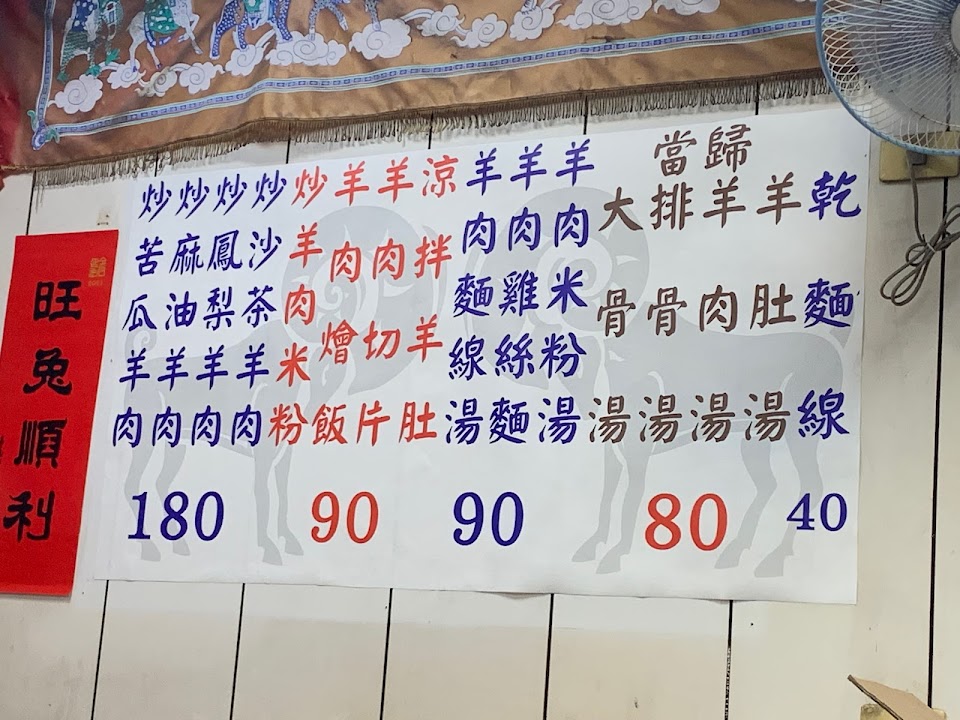 乾麵線
40
當歸
羊肚湯
羊肉湯
排骨湯
大骨湯
80
羊肉米粉湯
羊肉雞絲麵
羊肉麵線湯
90
涼拌羊肚
羊肉切片
羊肉燴飯
炒羊肉米粉
90
炒沙茶羊肉
炒鳳梨羊肉
炒麻油羊肉
炒苦瓜羊肉
180
旺兔順利